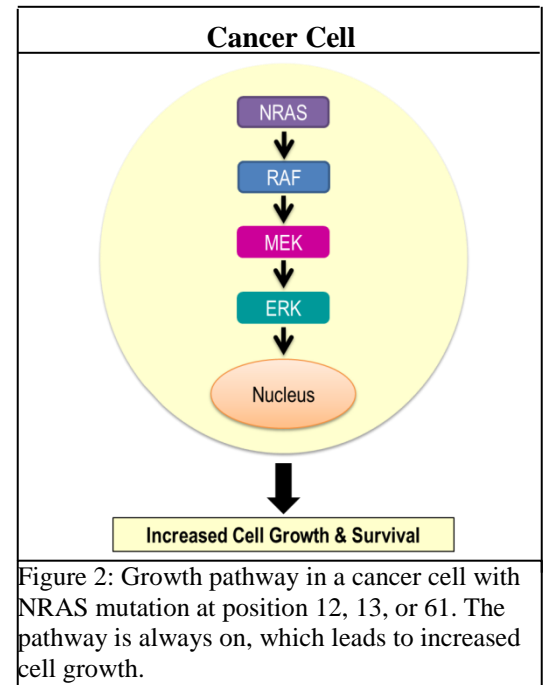 Cancer Cell
NRAS
RAF
MEK
ERK
Nucleus
Increased Cell Growth & Survival
Figure 2: Growth pathway in a cancer cell with
NRAS mutation at position 12, 13, or 61. The
pathway is always on, which leads to increased
cell growth.